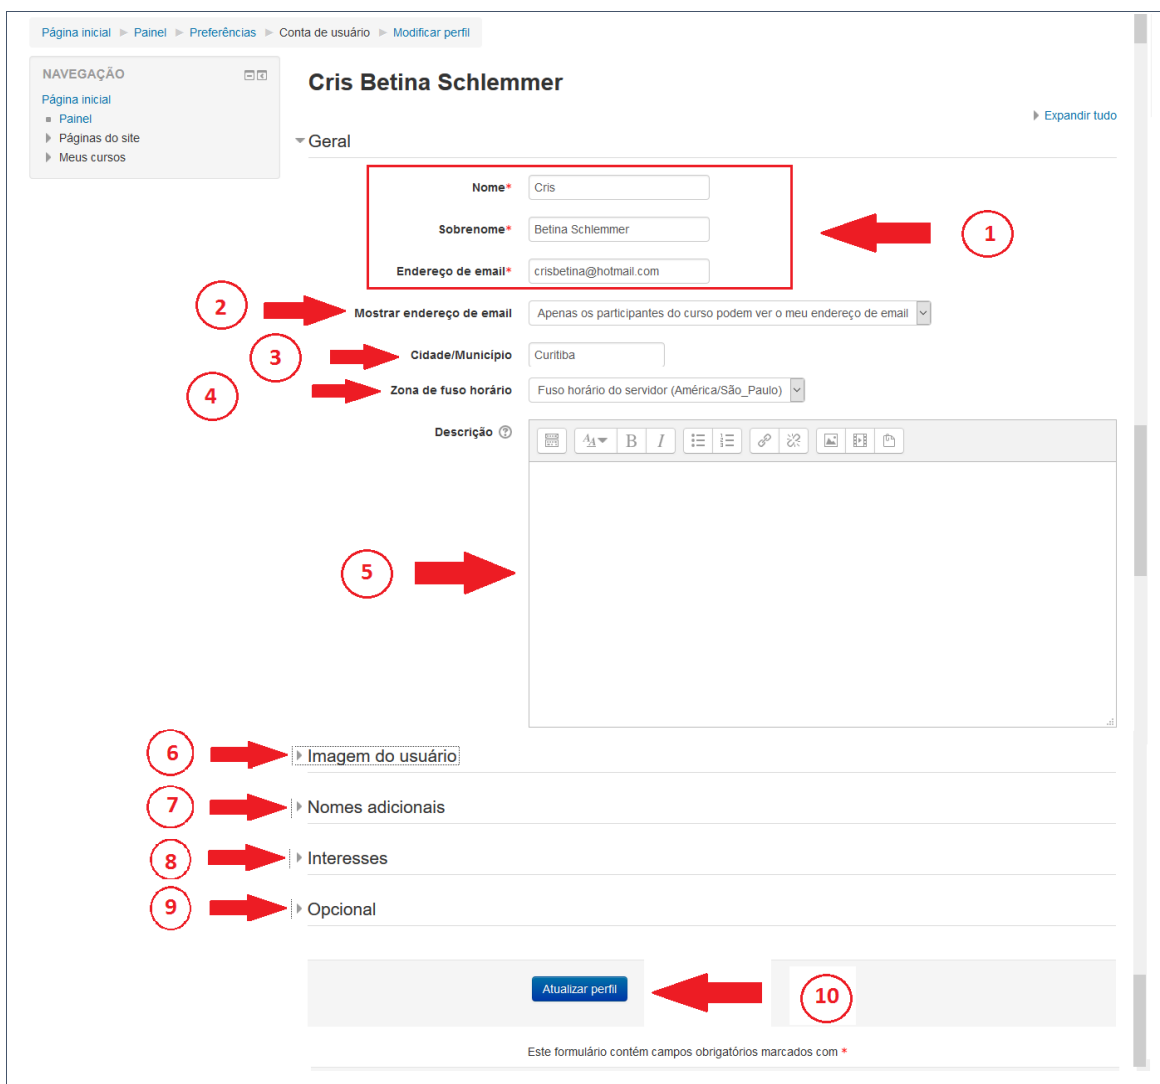 Página inicial Painel Preferências Conta de usuário Modificar perfil
NAVEGAÇÃO
Página inicial
Painel
Páginas do site
Meus cursos
Cris Betina Schlemmer
Expandir tudo
Geral
Nome* Cris
Sobrenome* Betina Schlemmer
1
Endereço de email* crisbetina@hotmail.com
2
Mostrar endereço de email Apenas os participantes do curso podem ver o meu endereço de email
3
Cidade/Município Curitiba
4
Zona de fuso horário Fuso horário do servidor (América/São_Paulo)
Descrição
5
6 Imagem do usuário
7 Nomes adicionais
8 Interesses
9 Opcional
Atualizar perfil 10
Este formulário contém campos obrigatórios marcados com *